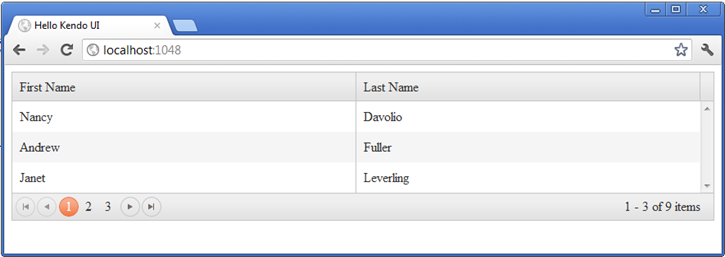 Hello Kendo UI
localhost:1048
First Name Last Name
Nancy Davolio
Andrew Fuller
Janet Leverling
1 2 3 1 - 3 of 9 items